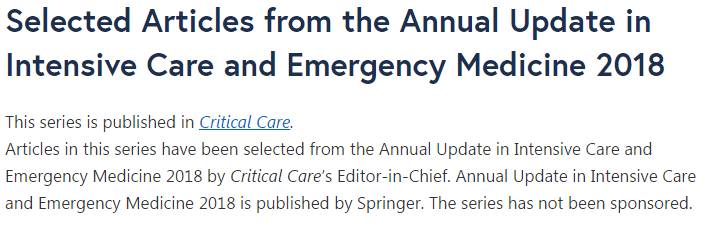 Selected Articles from the Annual Update in
Intensive Care and Emergency Medicine 2018
This series is published in Critical Care.
Articles in this series have been selected from the Annual Update in Intensive Care and
Emergency Medicine 2018 by Critical Care's Editor-in-Chief. Annual Update in Intensive Care
and Emergency Medicine 2018 is published by Springer. The series has not been sponsored.